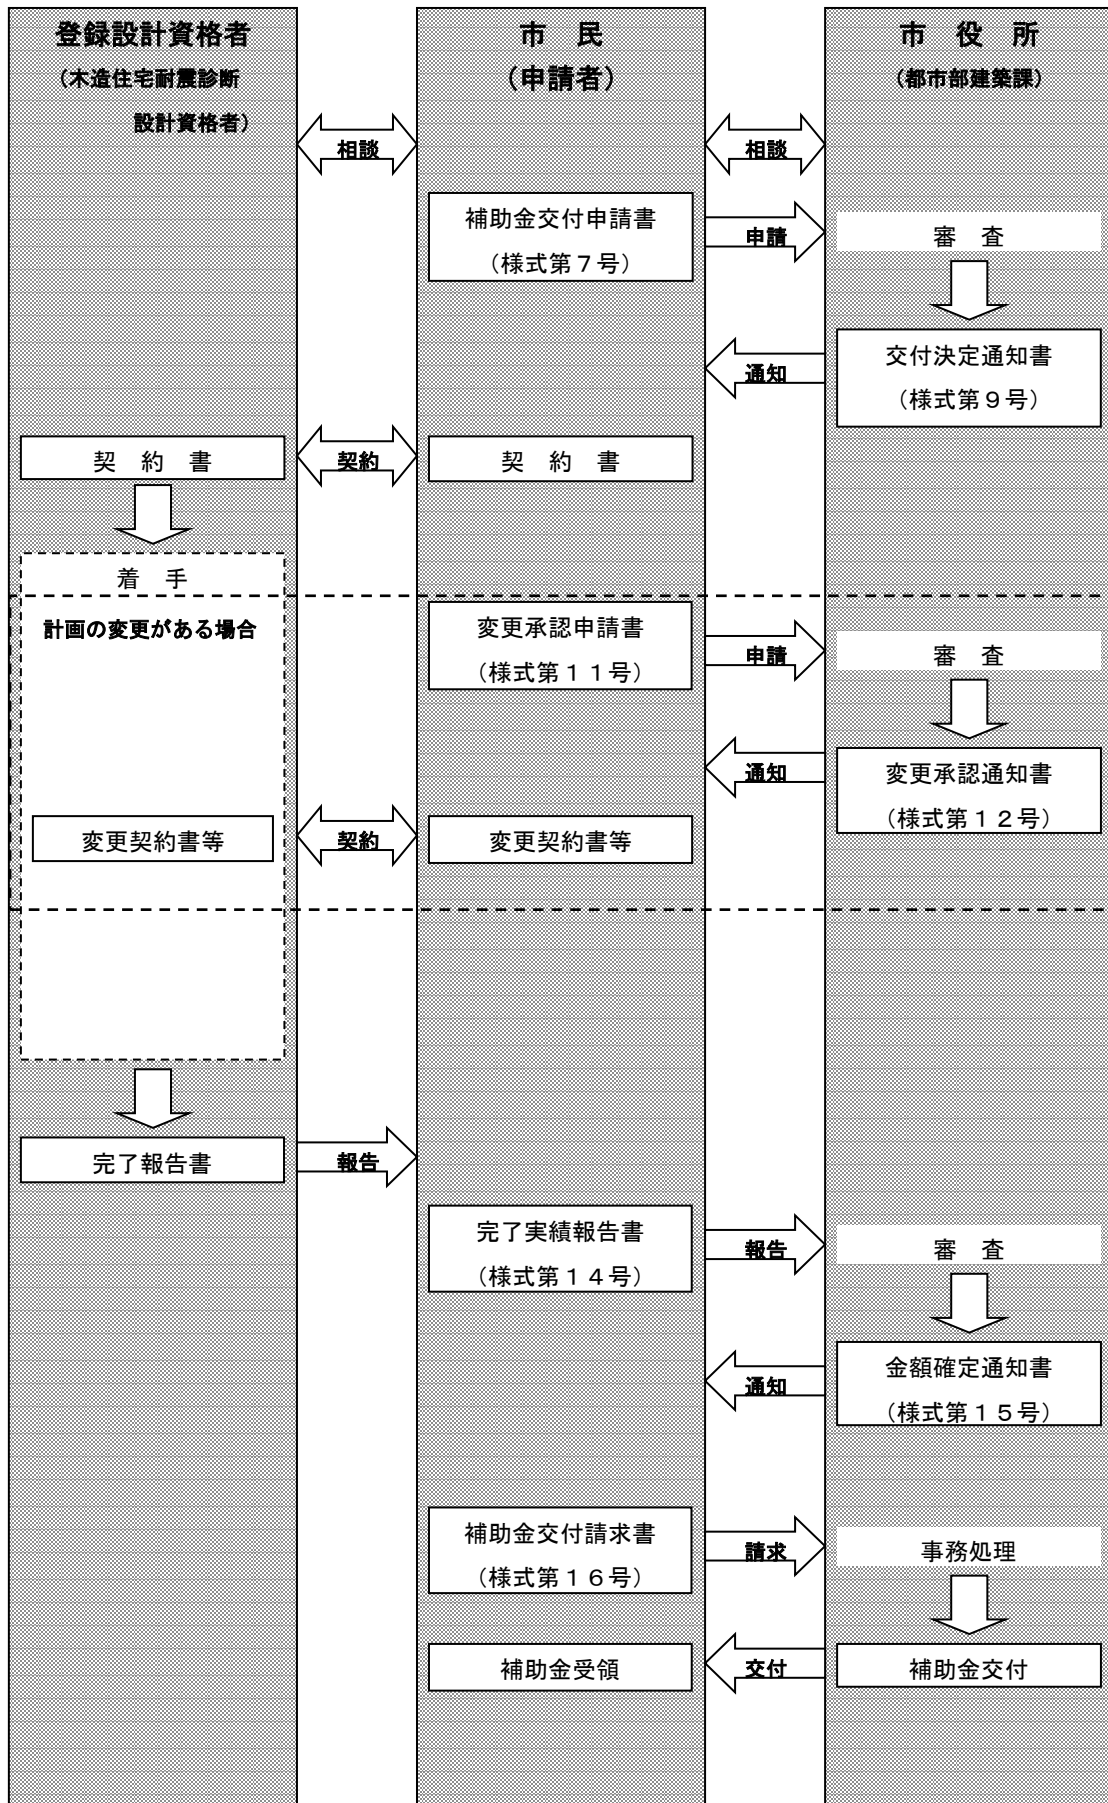 登録設計資格者
(木造住宅耐震診断
設計資格者)
市　民
(申請者)
市　役　所
(都市部建築課)
相談
相談
補助金交付申請書
(様式第７号)
申請
審　査
通知
交付決定通知書
(様式第９号)
契　約　書
契約
契　約　書
着　手
計画の変更がある場合
変更承認申請書
(様式第１１号)
申請
審　査
通知
変更承認通知書
(様式第１２号)
変更契約書等
契約
変更契約書等
完了報告書
報告
完了実績報告書
(様式第１４号)
報告
審　査
通知
金額確定通知書
(様式第１５号)
補助金交付請求書
(様式第１６号)
請求
事務処理
補助金受領
交付
補助金交付